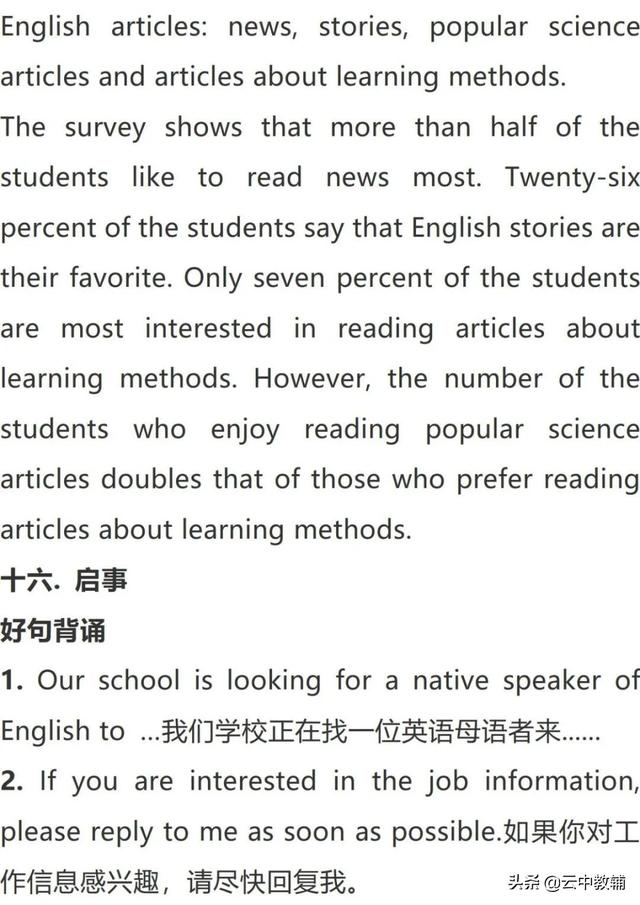 English articles: news, stories, popular science
articles and articles about learning methods.
The survey shows that more than half of the
students like to read news most. Twenty-six
percent of the students say that English stories are
their favorite. Only seven percent of the students
are most interested in reading articles about
learning methods. However, the number of the
students who enjoy reading popular science
articles doubles that of those who prefer reading
articles about learning methods.
十六. 启事
好句背诵
1. Our school is looking for a native speaker of
English to ...我们学校正在找一位英语母语者来......
2. If you are interested in the job information,
please reply to me as soon as possible.如果你对工
作信息感兴趣，请尽快回复我。
头条 @云中教辅